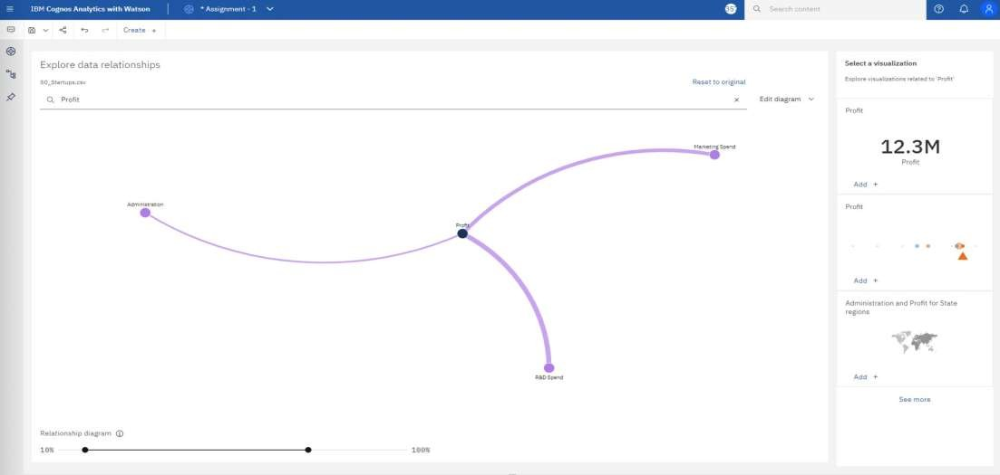 IBM Cognos Analytics with Watson
* Assignment - 1
Search content
Create +
Explore data relationships
50_Startups.csv
Reset to original
Profit
Edit diagram
Marketing Spend
Administration
Profit
R&D Spend
Relationship diagram
10%
100%
Select a visualization
Explore visualizations related to 'Profit'
Profit
12.3M
Profit
Add +
Profit
Add +
Administration and Profit for State
regions
Add +
See more